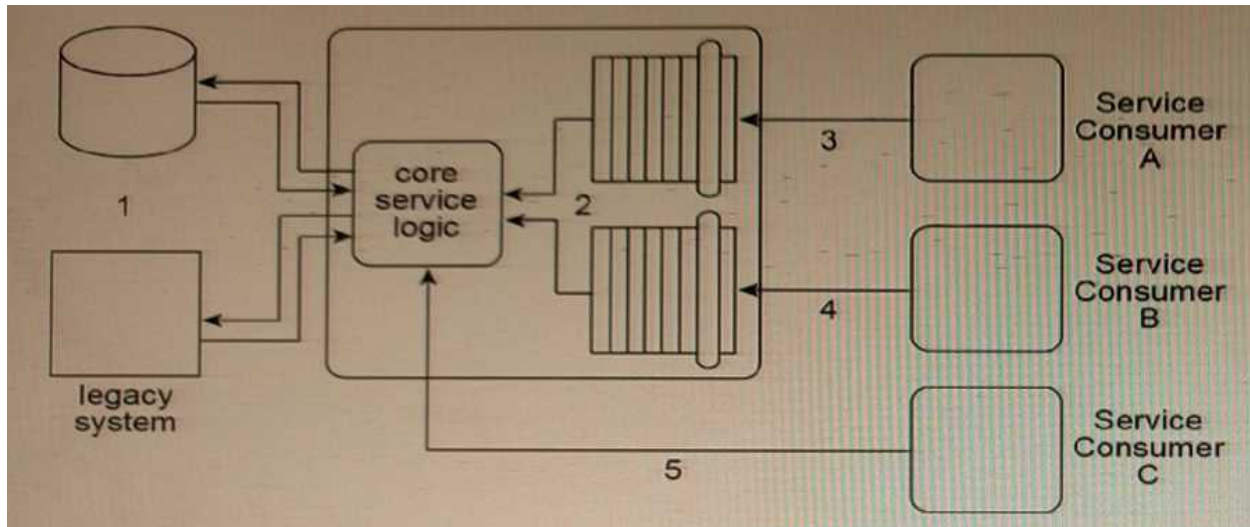 1
legacy
system
core
service
logic
2
3
Service
Consumer
A
4
Service
Consumer
B
5
Service
Consumer
C